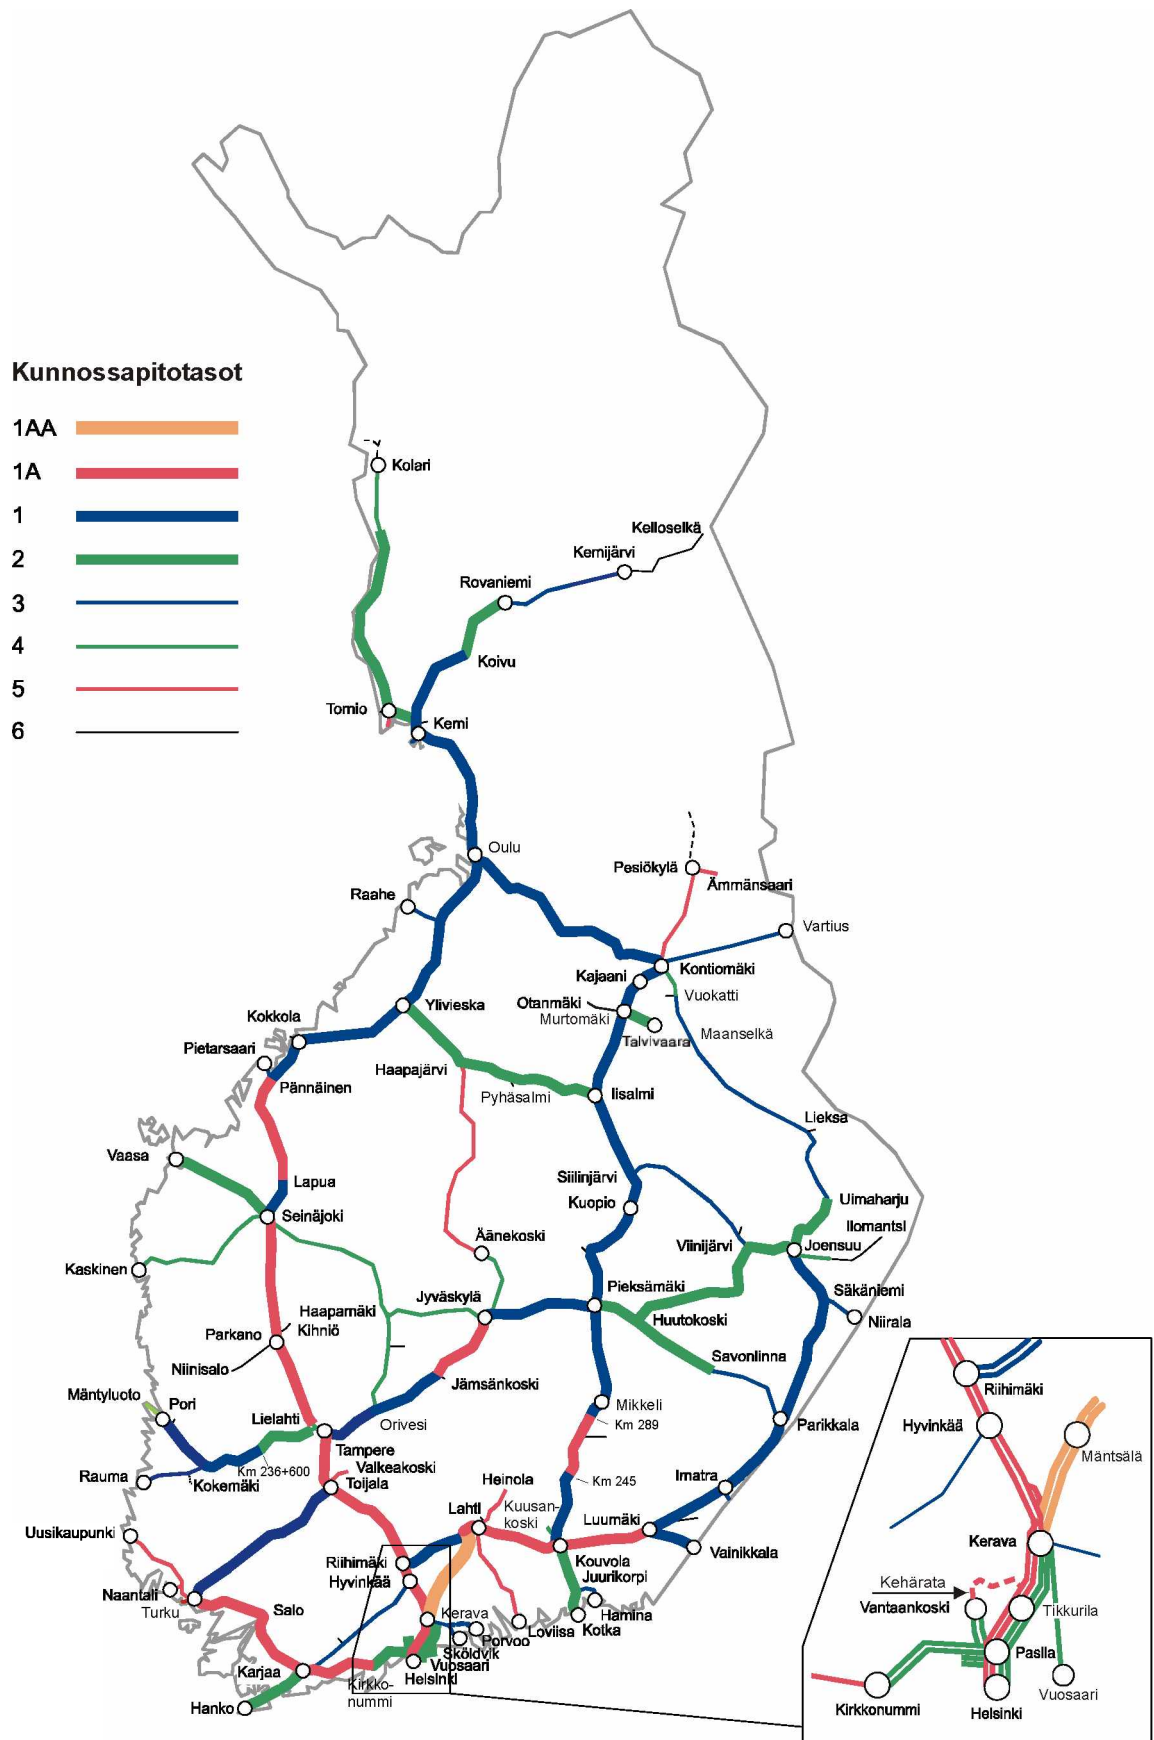 Kunnossapitotasot
1AA
1A
1
2
3
4
5
6
Kolari
Kelloselkä
Kemijärvi
Rovaniemi
Koivu
Tornio
Kemi
Oulu
Pesiökylä
Ämmänsaari
Raahe
Vartius
Kontiomäki
Kajaani
Vuokatti
Otanmäki
Murtomäki
Ylivieska
Kokkola
Maanselkä
Talvivaara
Pietarsaari
Haapajärvi
Pännäinen
Pyhäsalmi
Iisalmi
Lieksa
Vaasa
Lapua
Siilinjärvi
Kuopio
Uimaharju
Seinäjoki
Ilomantsi
Äänekoski
Viinijärvi
Joensuu
Kaskinen
Pieksämäki
Säkäniemi
Jyväskylä
Haapamäki
Huutokoski
Niirala
Parkano
Kihniö
Savonlinna
Niinisalo
Jämsänkoski
Mäntyluoto
Pori
Mikkeli
Lielahti
Orivesi
Km 289
Parikkala
Tampere
Km 236+600
Valkeakoski
Rauma
Kokemäki
Toijala
Heinola
Km 245
Imatra
Lahti
Kuusan-
koski
Luumäki
Uusikaupunki
Kouvola
Vainikkala
Riihimäki
Juurikorpi
Hyvinkää
Naantali
Hamina
Turku
Salo
Kerava
Loviisa
Kotka
Porvoo
Sköldvik
Vuosaari
Karjaa
Helsinki
Kirkko-
nummi
Hanko
Riihimäki
Hyvinkää
Mäntsälä
Kerava
Kehärata
Vantaankoski
Tikkurila
Pasila
Vuosaari
Kirkkonummi
Helsinki